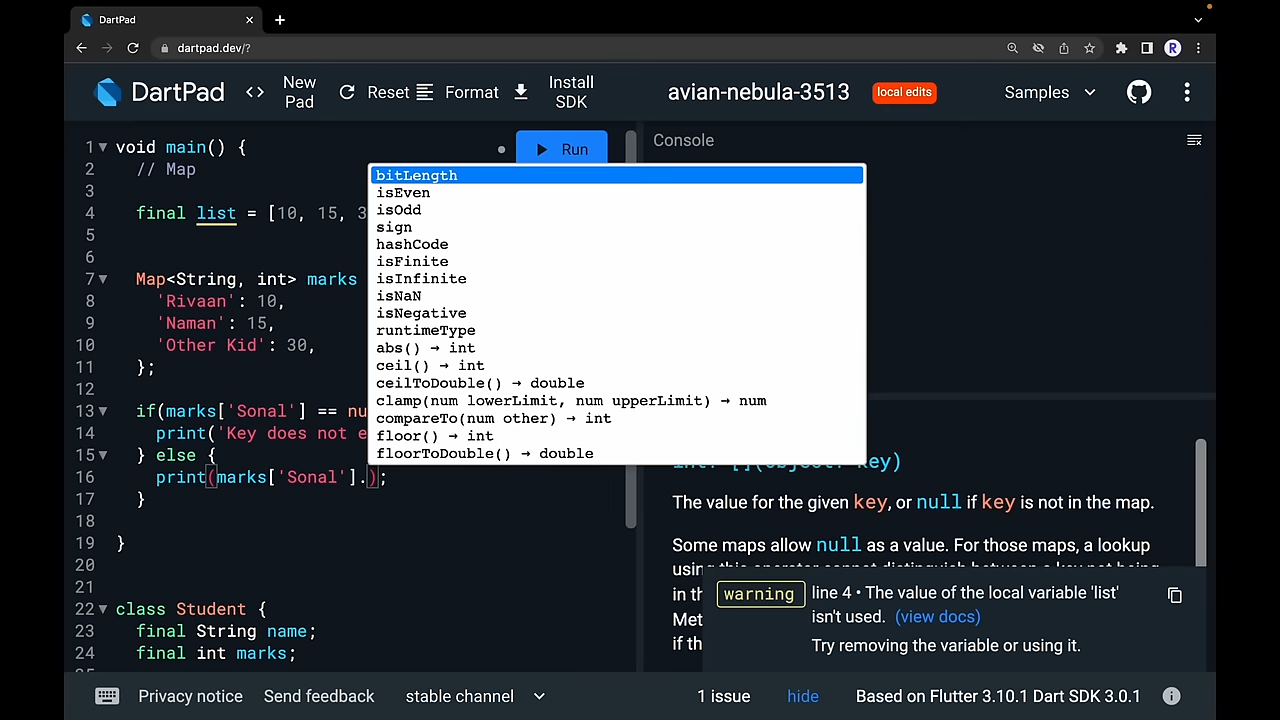 DartPad
dartpad.dev/?
R
DartPad
New Pad
Reset
Format
Install SDK
avian-nebula-3513
local edits
Samples
1 void main() {
Run
2 // Map
3
4 final list = [10, 15, 3
5
6
7 Map<String, int> marks
8 'Rivaan': 10,
9 'Naman': 15,
10 'Other Kid': 30,
11 };
12
13 if(marks['Sonal'] == nu
14 print('Key does not e
15 } else {
16 print(marks['Sonal'].);
17 }
18
19 }
20
21
22 class Student {
23 final String name;
24 final int marks;
bitLength
isEven
isOdd
sign
hashCode
isFinite
isInfinite
isNaN
isNegative
runtimeType
abs() → int
ceil() → int
ceilToDouble() → double
clamp(num lowerLimit, num upperLimit) → num
compareTo(num other) → int
floor() → int
floorToDouble() → double
Console
key)
The value for the given key, or null if key is not in the map.
Some maps allow null as a value. For those maps, a lookup
in th
Met
if th
warning
line 4 • The value of the local variable 'list'
isn't used. (view docs)
Try removing the variable or using it.
Privacy notice
Send feedback
stable channel
1 issue
hide
Based on Flutter 3.10.1 Dart SDK 3.0.1